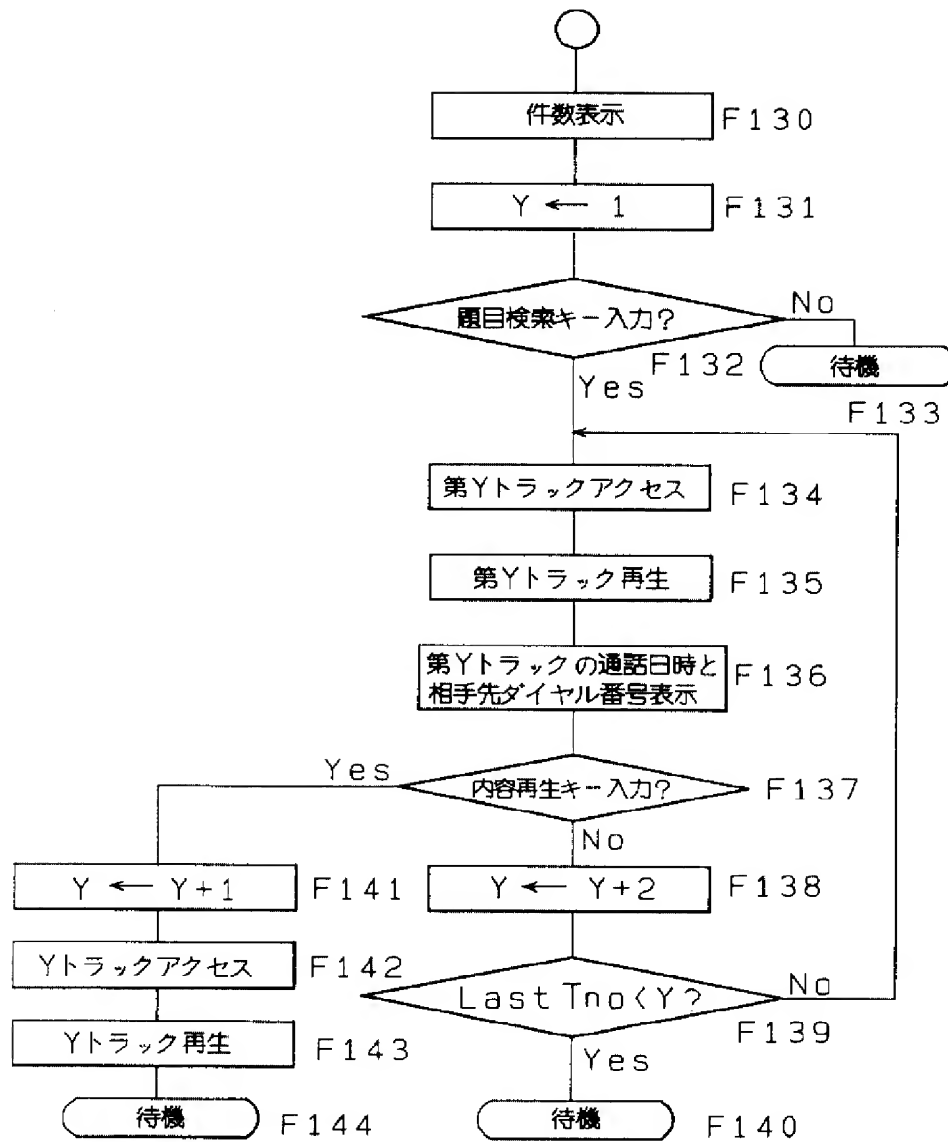 件数表示 F130
Y ← 1 F131
題目検索キー入力? No
F132 待機
Yes
F133
第Yトラックアクセス F134
第Yトラック再生 F135
第Yトラックの通話日時と
相手先ダイヤル番号表示 F136
Yes
内容再生キー入力? F137
No
Y ← Y+1 F141
Y ← Y+2 F138
Yトラックアクセス F142
Last Tno<Y? No
F139
Yトラック再生 F143
Yes
待機 F144
待機 F140